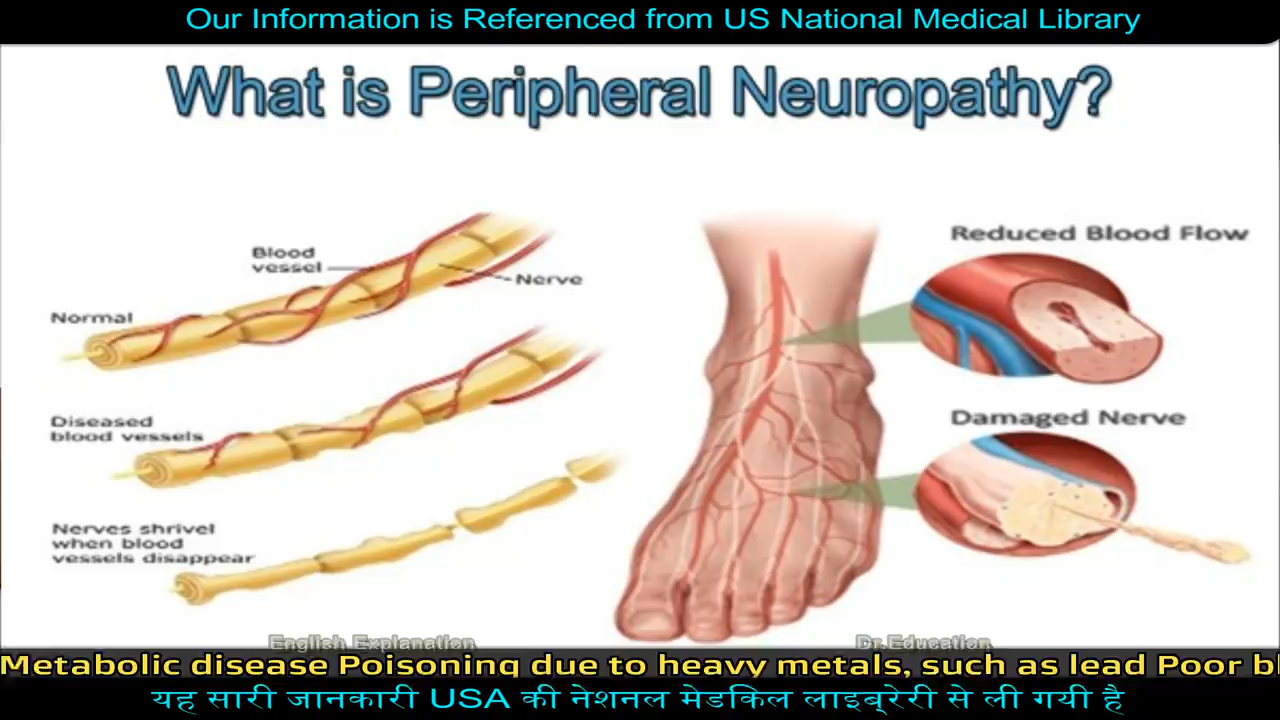 Our Information is Referenced from US National Medical Library
What is Peripheral Neuropathy?
Blood
vessel
Nerve
Normal
Diseased
blood vessels
Nerves shrivel
when blood
vessels disappear
Reduced Blood Flow
Damaged Nerve
English Explanation
Dr.Education
Metabolic disease Poisoning due to heavy metals, such as lead Poor bl
यह सारी जानकारी USA की नेशनल मेडिकल लाइब्रेरी से ली गयी है